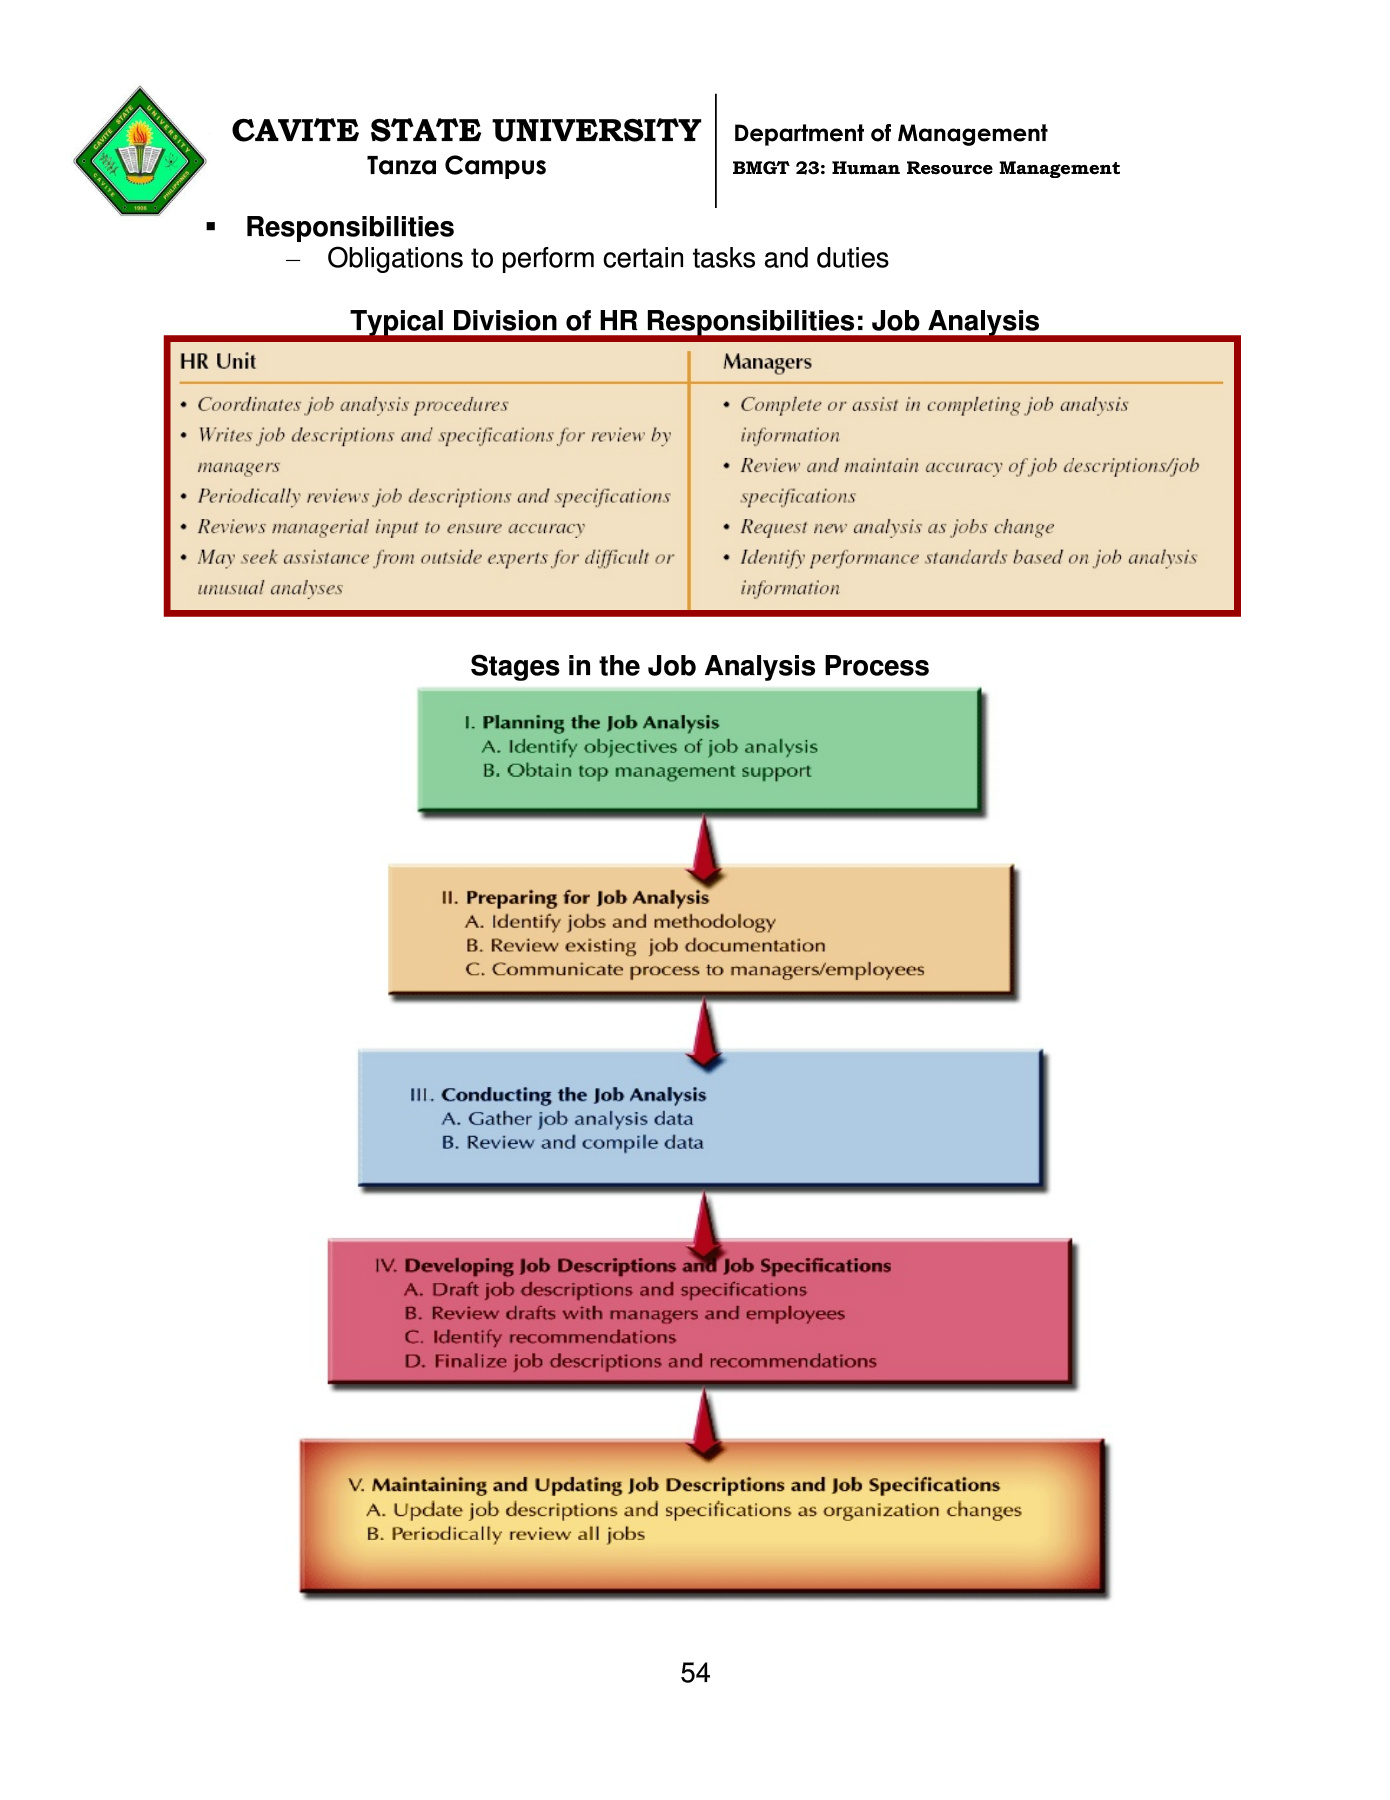 CAVITE STATE UNIVERSITY
Tanza Campus
Department of Management
BMGT 23: Human Resource Management
CAVITE STATE UNIVERSITY
CAVITE PHILIPPINES
1906
▪ Responsibilities
– Obligations to perform certain tasks and duties
Typical Division of HR Responsibilities: Job Analysis
HR Unit
• Coordinates job analysis procedures
• Writes job descriptions and specifications for review by
managers
• Periodically reviews job descriptions and specifications
• Reviews managerial input to ensure accuracy
• May seek assistance from outside experts for difficult or
unusual analyses
Managers
• Complete or assist in completing job analysis
information
• Review and maintain accuracy of job descriptions/job
specifications
• Request new analysis as jobs change
• Identify performance standards based on job analysis
information
Stages in the Job Analysis Process
I. Planning the Job Analysis
A. Identify objectives of job analysis
B. Obtain top management support
II. Preparing for Job Analysis
A. Identify jobs and methodology
B. Review existing job documentation
C. Communicate process to managers/employees
III. Conducting the Job Analysis
A. Gather job analysis data
B. Review and compile data
IV. Developing Job Descriptions and Job Specifications
A. Draft job descriptions and specifications
B. Review drafts with managers and employees
C. Identify recommendations
D. Finalize job descriptions and recommendations
V. Maintaining and Updating Job Descriptions and Job Specifications
A. Update job descriptions and specifications as organization changes
B. Periodically review all jobs
54